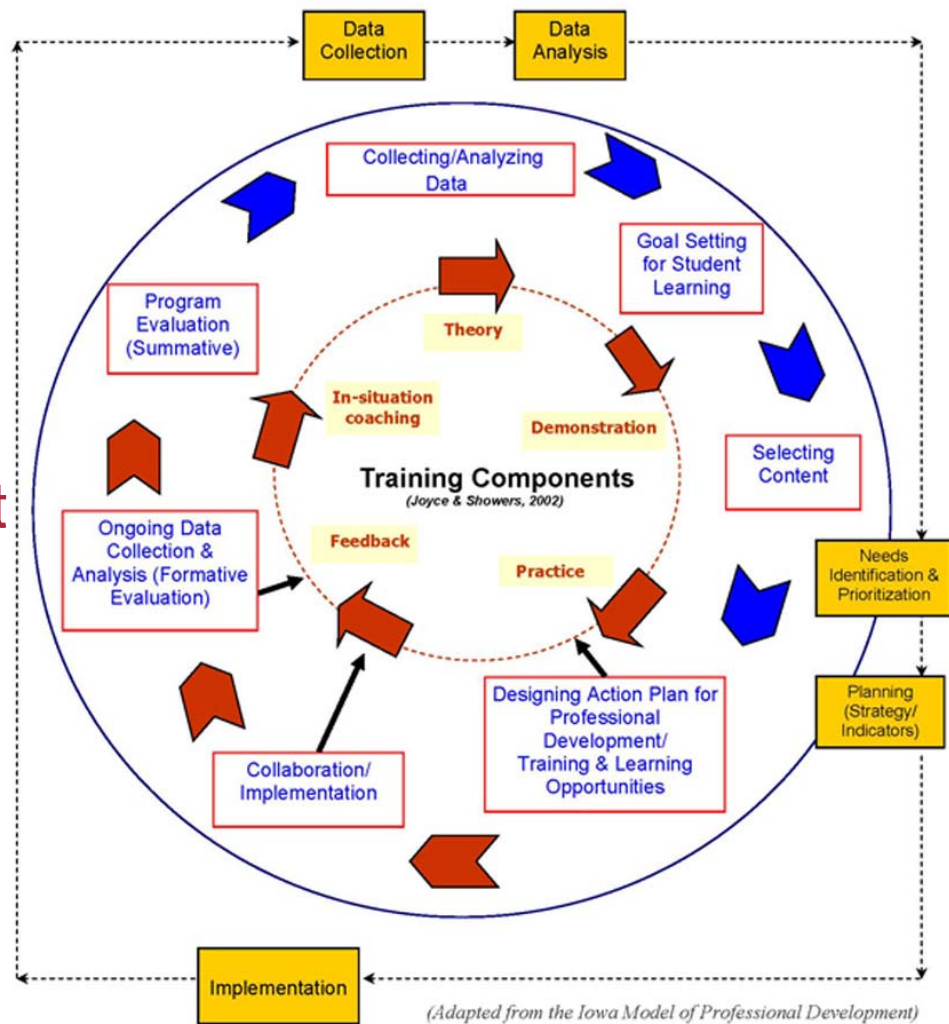 Data
Collection
Data
Analysis
Collecting/Analyzing
Data
Goal Setting
for Student
Learning
Program
Evaluation
(Summative)
Theory
In-situation
coaching
Demonstration
Selecting
Content
Training Components
(Joyce & Showers, 2002)
t
Ongoing Data
Collection &
Analysis (Formative
Evaluation)
Feedback
Practice
Needs
Identification &
Prioritization
Designing Action Plan for
Professional
Development/
Training & Learning
Opportunities
Planning
(Strategy/
Indicators)
Collaboration/
Implementation
Implementation
(Adapted from the Iowa Model of Professional Development)